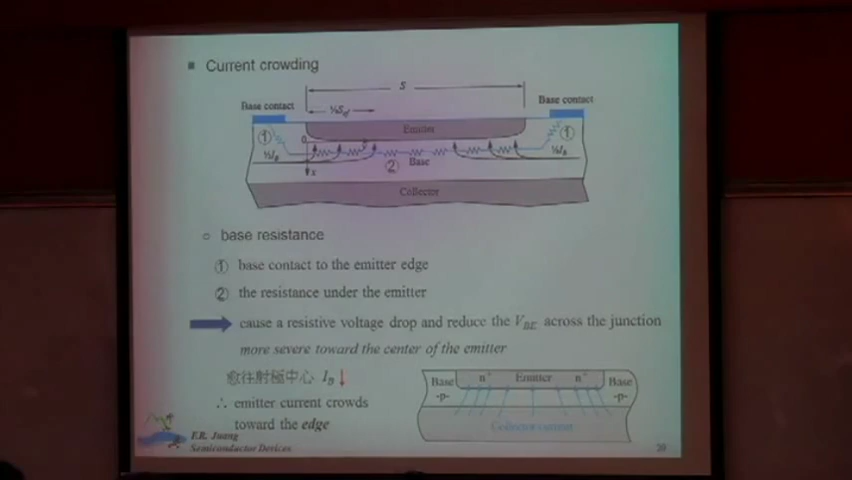 ■ Current crowding
S
Base contact
Base contact
Emitter
①
①
0
½I_B
½I_B
x
②
Base
Collector
○ base resistance
① base contact to the emitter edge
② the resistance under the emitter
cause a resistive voltage drop and reduce the V_BE across the junction
more severe toward the center of the emitter
愈往射極中心 I_B ↓
∴ emitter current crowds
toward the edge
Base
n⁺ Emitter n⁺
Base
-p-
-p-
Collector current
F.R. Juang
Semiconductor Devices
20